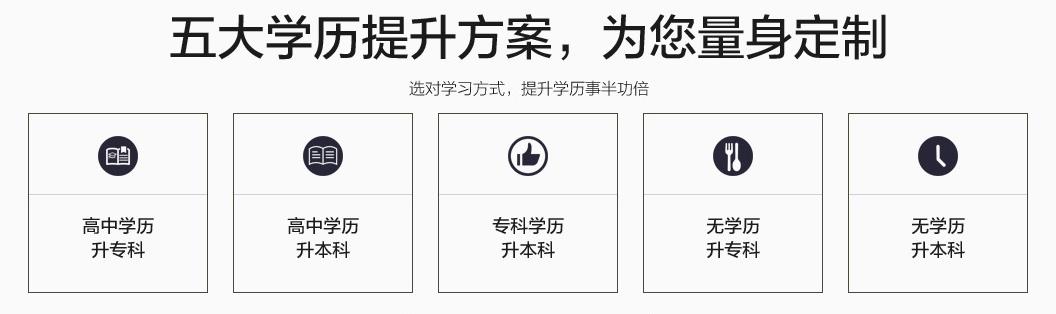 五大学历提升方案，为您量身定制
选对学习方式，提升学历事半功倍
高中学历
升专科
高中学历
升本科
专科学历
升本科
无学历
升专科
无学历
升本科